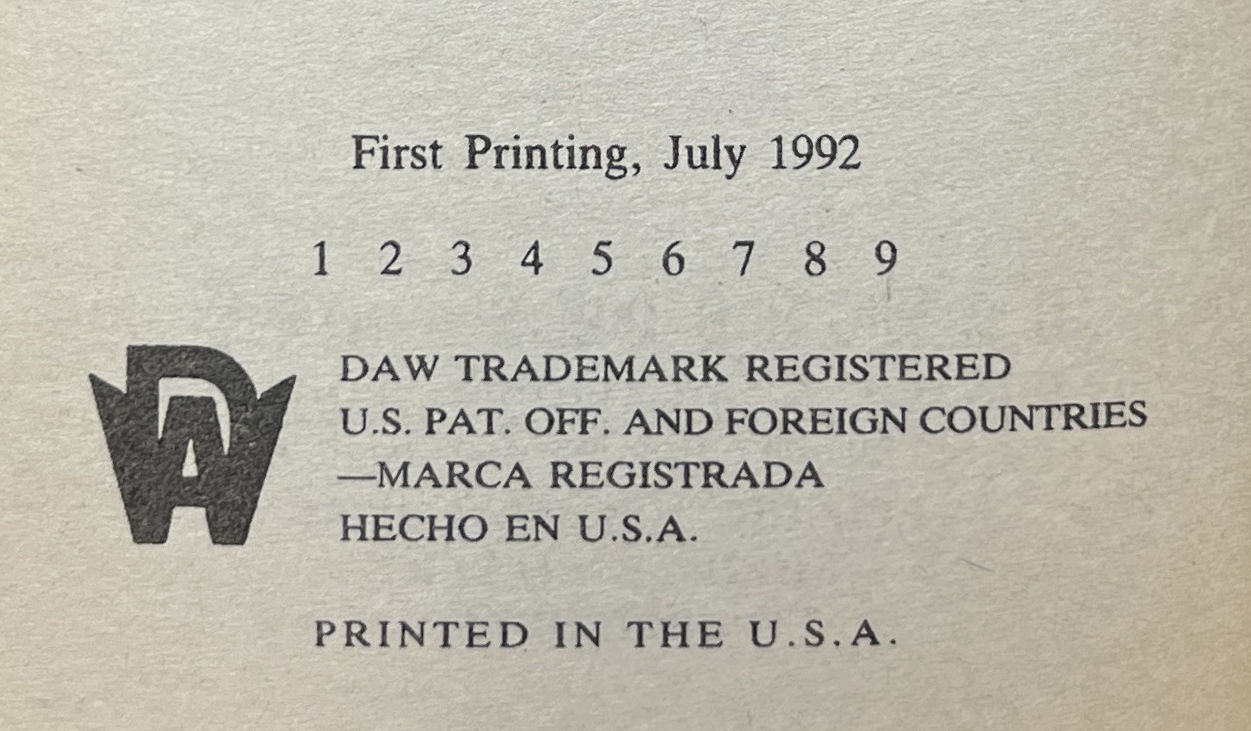 First Printing, July 1992
1 2 3 4 5 6 7 8 9
DAW
DAW TRADEMARK REGISTERED
U.S. PAT. OFF. AND FOREIGN COUNTRIES
—MARCA REGISTRADA
HECHO EN U.S.A.
PRINTED IN THE U.S.A.